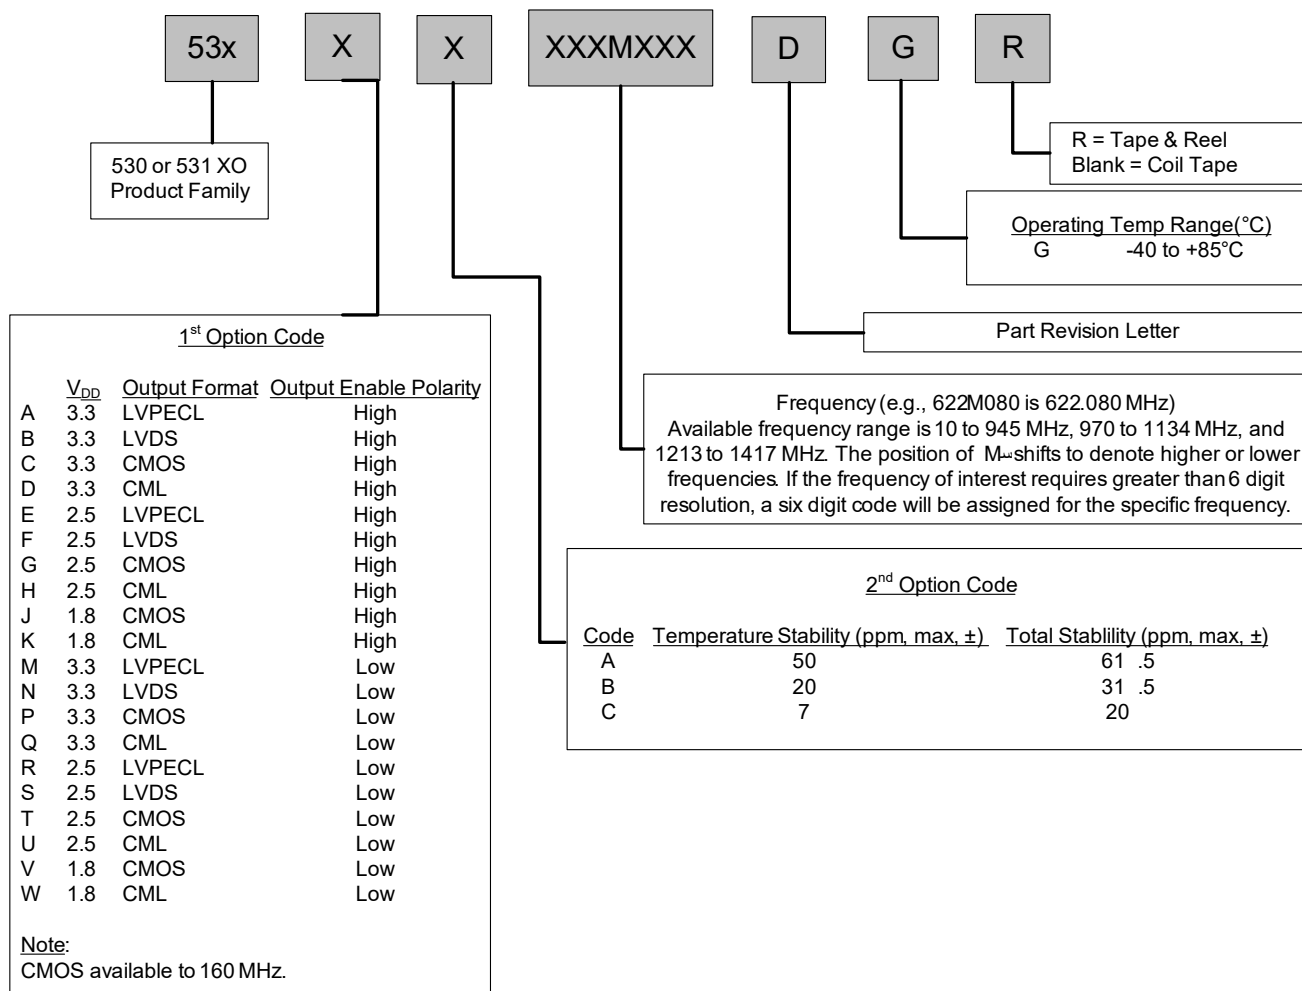 53x X X XXXMXXX D G R
530 or 531 XO
Product Family
R = Tape & Reel
Blank = Coil Tape
Operating Temp Range(°C)
G -40 to +85°C
Part Revision Letter
Frequency (e.g., 622M080 is 622.080 MHz)
Available frequency range is 10 to 945 MHz, 970 to 1134 MHz, and
1213 to 1417 MHz. The position of M shifts to denote higher or lower
frequencies. If the frequency of interest requires greater than 6 digit
resolution, a six digit code will be assigned for the specific frequency.
1st Option Code
VDD Output Format Output Enable Polarity
A 3.3 LVPECL High
B 3.3 LVDS High
C 3.3 CMOS High
D 3.3 CML High
E 2.5 LVPECL High
F 2.5 LVDS High
G 2.5 CMOS High
H 2.5 CML High
J 1.8 CMOS High
K 1.8 CML High
M 3.3 LVPECL Low
N 3.3 LVDS Low
P 3.3 CMOS Low
Q 3.3 CML Low
R 2.5 LVPECL Low
S 2.5 LVDS Low
T 2.5 CMOS Low
U 2.5 CML Low
V 1.8 CMOS Low
W 1.8 CML Low
Note:
CMOS available to 160 MHz.
2nd Option Code
Code Temperature Stability (ppm, max, ±) Total Stablility (ppm, max, ±)
A 50 61 .5
B 20 31 .5
C 7 20